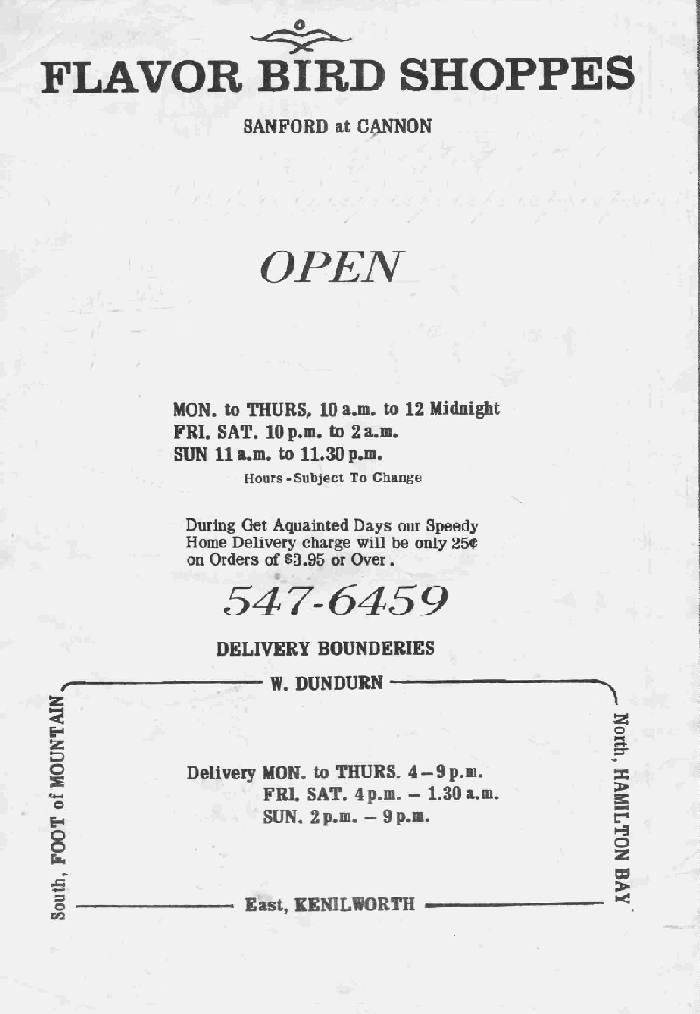 FLAVOR BIRD SHOPPES
SANFORD at CANNON
OPEN
MON. to THURS, 10 a.m. to 12 Midnight
FRI. SAT. 10 p.m. to 2 a.m.
SUN 11 a.m. to 11.30 p.m.
Hours - Subject To Change
During Get Aquainted Days our Speedy
Home Delivery charge will be only 25¢
on Orders of $3.95 or Over.
547-6459
DELIVERY BOUNDERIES
W. DUNDURN
South, FOOT of MOUNTAIN
North, HAMILTON BAY
Delivery MON. to THURS. 4 – 9 p.m.
FRI. SAT. 4 p.m. – 1.30 a.m.
SUN. 2 p.m. – 9 p.m.
East, KENILWORTH